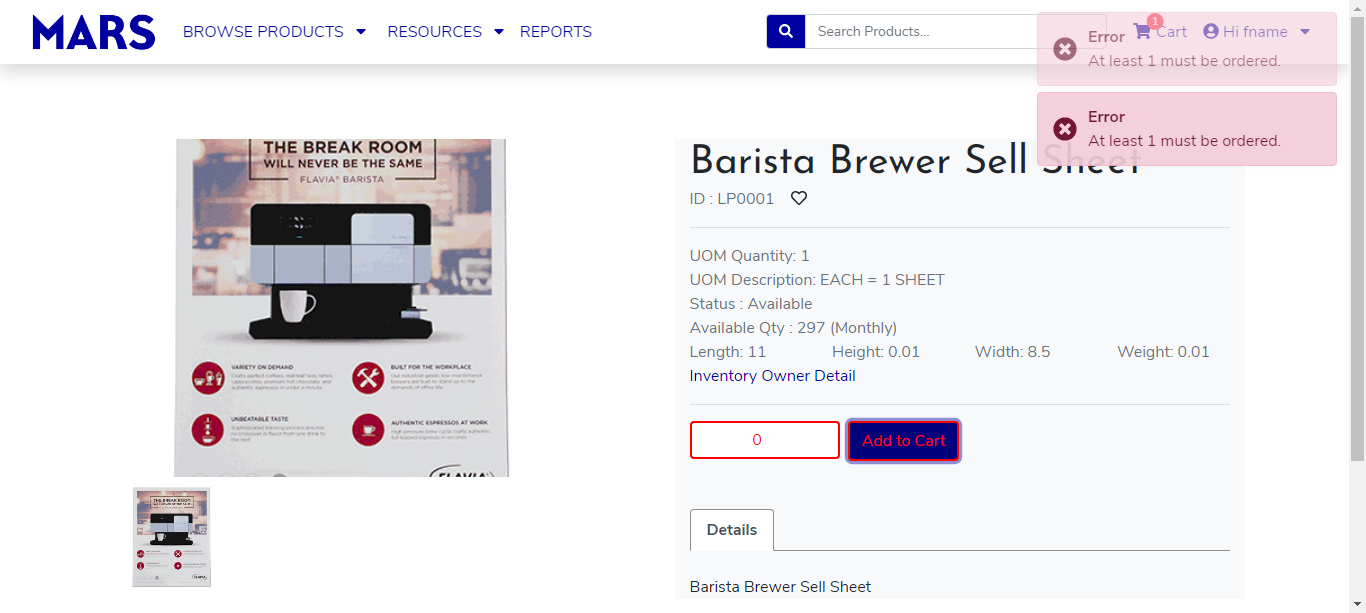 MARS
BROWSE PRODUCTS
RESOURCES
REPORTS
Search Products...
1
Cart
Hi fname
Error
At least 1 must be ordered.
Error
At least 1 must be ordered.
THE BREAK ROOM
WILL NEVER BE THE SAME
FLAVIA® BARISTA
VARIETY ON DEMAND
BUILT FOR THE WORKPLACE
UNBEATABLE TASTE
AUTHENTIC ESPRESSOS AT WORK
FLAVIA®
Barista Brewer Sell Sheet
ID : LP0001
UOM Quantity: 1
UOM Description: EACH = 1 SHEET
Status : Available
Available Qty : 297 (Monthly)
Length: 11 Height: 0.01 Width: 8.5 Weight: 0.01
Inventory Owner Detail
0
Add to Cart
Details
Barista Brewer Sell Sheet